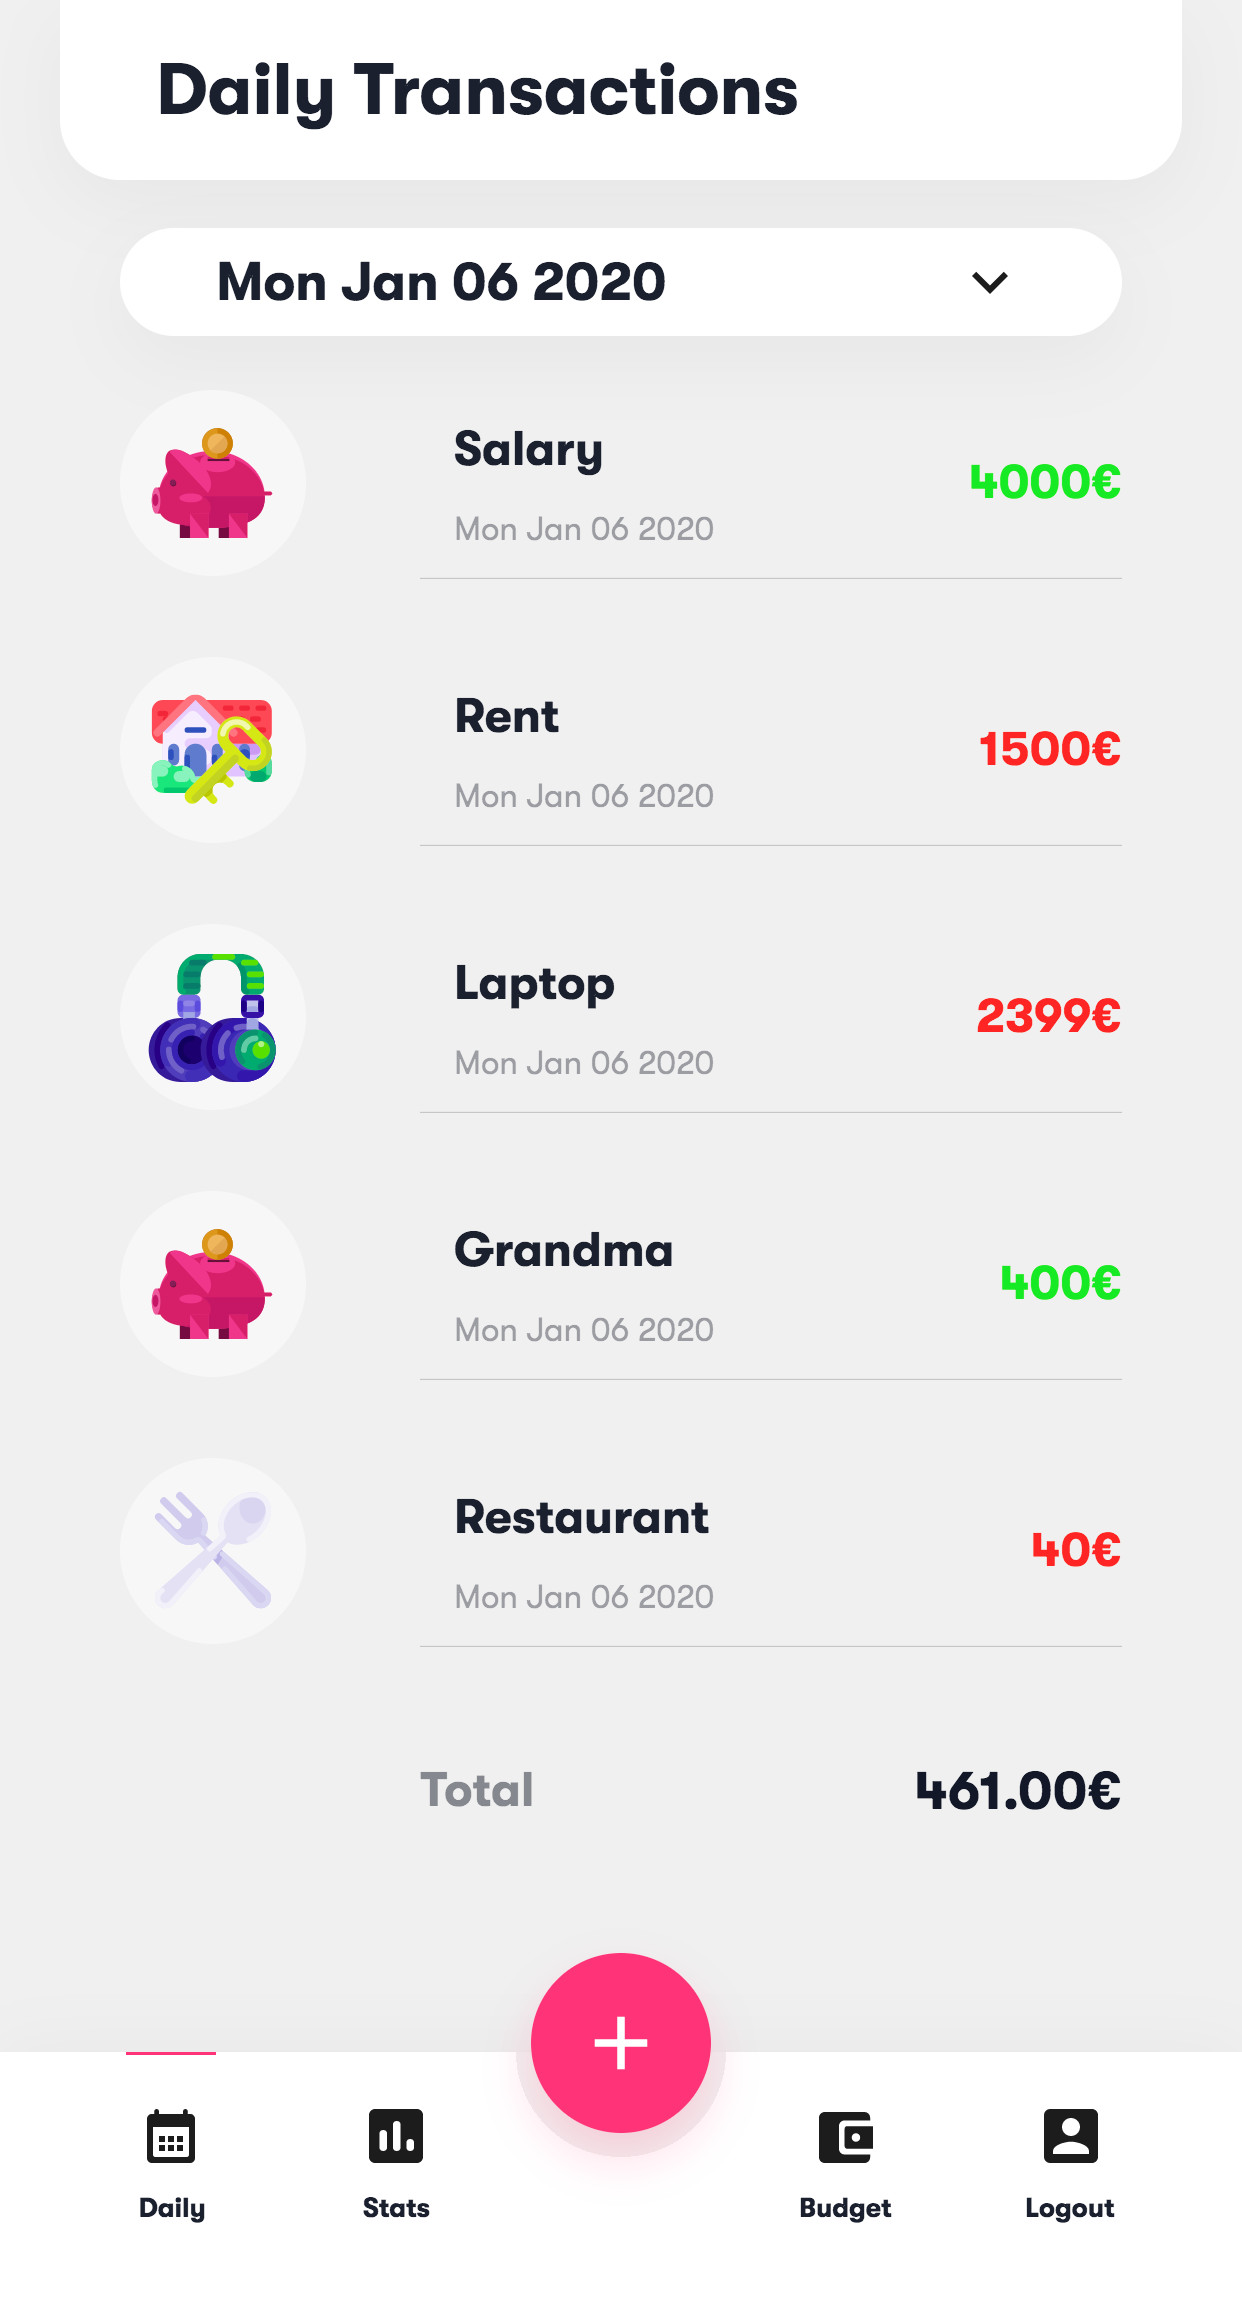 Daily Transactions
Mon Jan 06 2020
Salary
4000€
Mon Jan 06 2020
Rent
1500€
Mon Jan 06 2020
Laptop
2399€
Mon Jan 06 2020
Grandma
400€
Mon Jan 06 2020
Restaurant
40€
Mon Jan 06 2020
Total 461.00€
Daily Stats Budget Logout